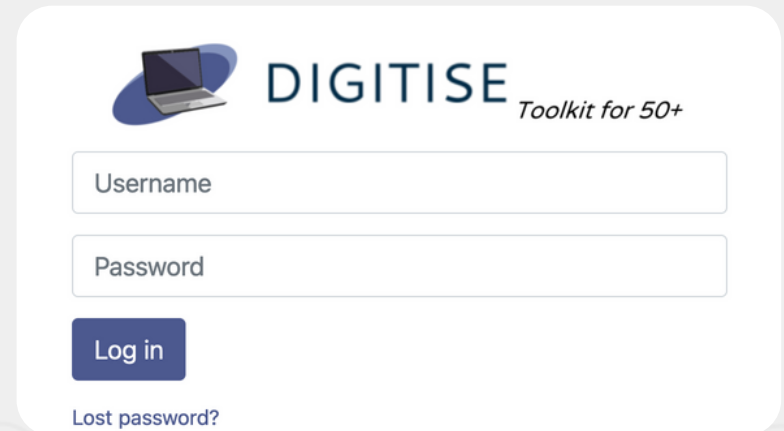 DIGITISE Toolkit for 50+
Username
Password
Log in
Lost password?